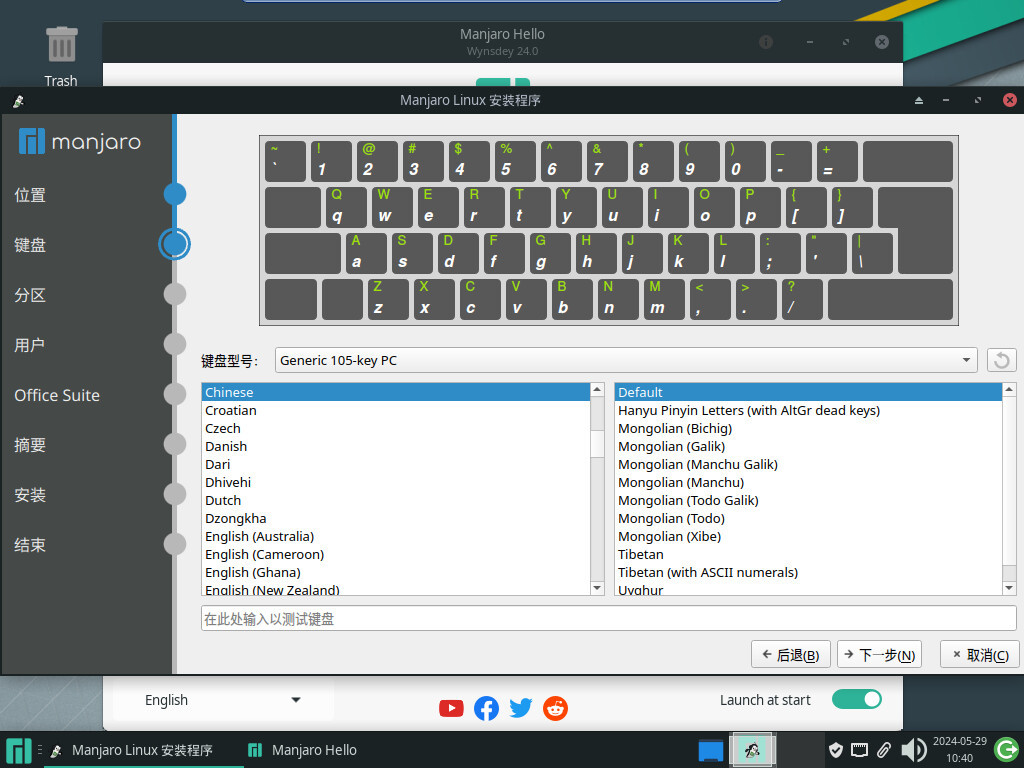 Manjaro Hello
Wynsdey 24.0
Trash
Manjaro Linux 安装程序
manjaro
位置
键盘
分区
用户
Office Suite
摘要
安装
结束
~ ! @ # $ % ^ & * ( ) _ +
` 1 2 3 4 5 6 7 8 9 0 - =
Q W E R T Y U I O P { }
q w e r t y u i o p [ ]
A S D F G H J K L : " |
a s d f g h j k l ; ' \
Z X C V B N M < > ?
z x c v b n m , . /
键盘型号: Generic 105-key PC
Chinese
Croatian
Czech
Danish
Dari
Dhivehi
Dutch
Dzongkha
English (Australia)
English (Cameroon)
English (Ghana)
English (New Zealand)
Default
Hanyu Pinyin Letters (with AltGr dead keys)
Mongolian (Bichig)
Mongolian (Galik)
Mongolian (Manchu Galik)
Mongolian (Manchu)
Mongolian (Todo Galik)
Mongolian (Todo)
Mongolian (Xibe)
Tibetan
Tibetan (with ASCII numerals)
Uyghur
在此处输入以测试键盘
后退(B) 下一步(N) 取消(C)
English Launch at start
Manjaro Linux 安装程序 Manjaro Hello
2024-05-29
10:40